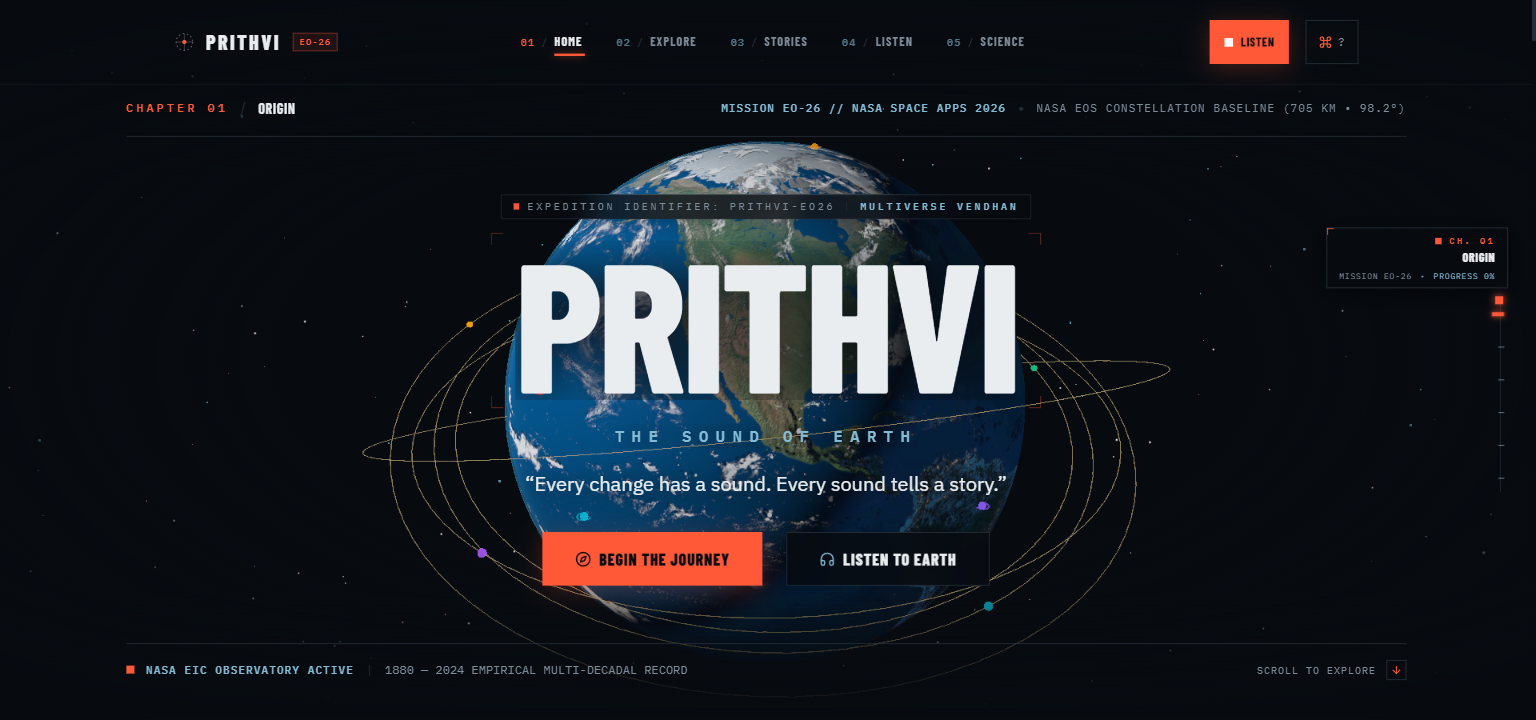 PRITHVI EO-26 01 / HOME 02 / EXPLORE 03 / STORIES 04 / LISTEN 05 / SCIENCE LISTEN ⌘ ?
CHAPTER 01 / ORIGIN MISSION EO-26 // NASA SPACE APPS 2026 • NASA EOS CONSTELLATION BASELINE (705 KM • 98.2°)
EXPEDITION IDENTIFIER: PRITHVI-EO26 | MULTIVERSE VENDHAN
CH. 01
ORIGIN
MISSION EO-26 • PROGRESS 0%
PRITHVI
THE SOUND OF EARTH
“Every change has a sound. Every sound tells a story.”
BEGIN THE JOURNEY LISTEN TO EARTH
NASA EIC OBSERVATORY ACTIVE | 1880 — 2024 EMPIRICAL MULTI-DECADAL RECORD SCROLL TO EXPLORE ↓